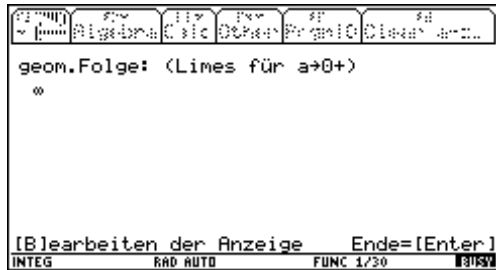 Algebra Calc Other PrgmIO Clean
geom.Folge: (Limes für a→0+)
∞
[B]earbeiten der Anzeige Ende=[Enter]
INTEG RAD AUTO FUNC 1/30 BUSY